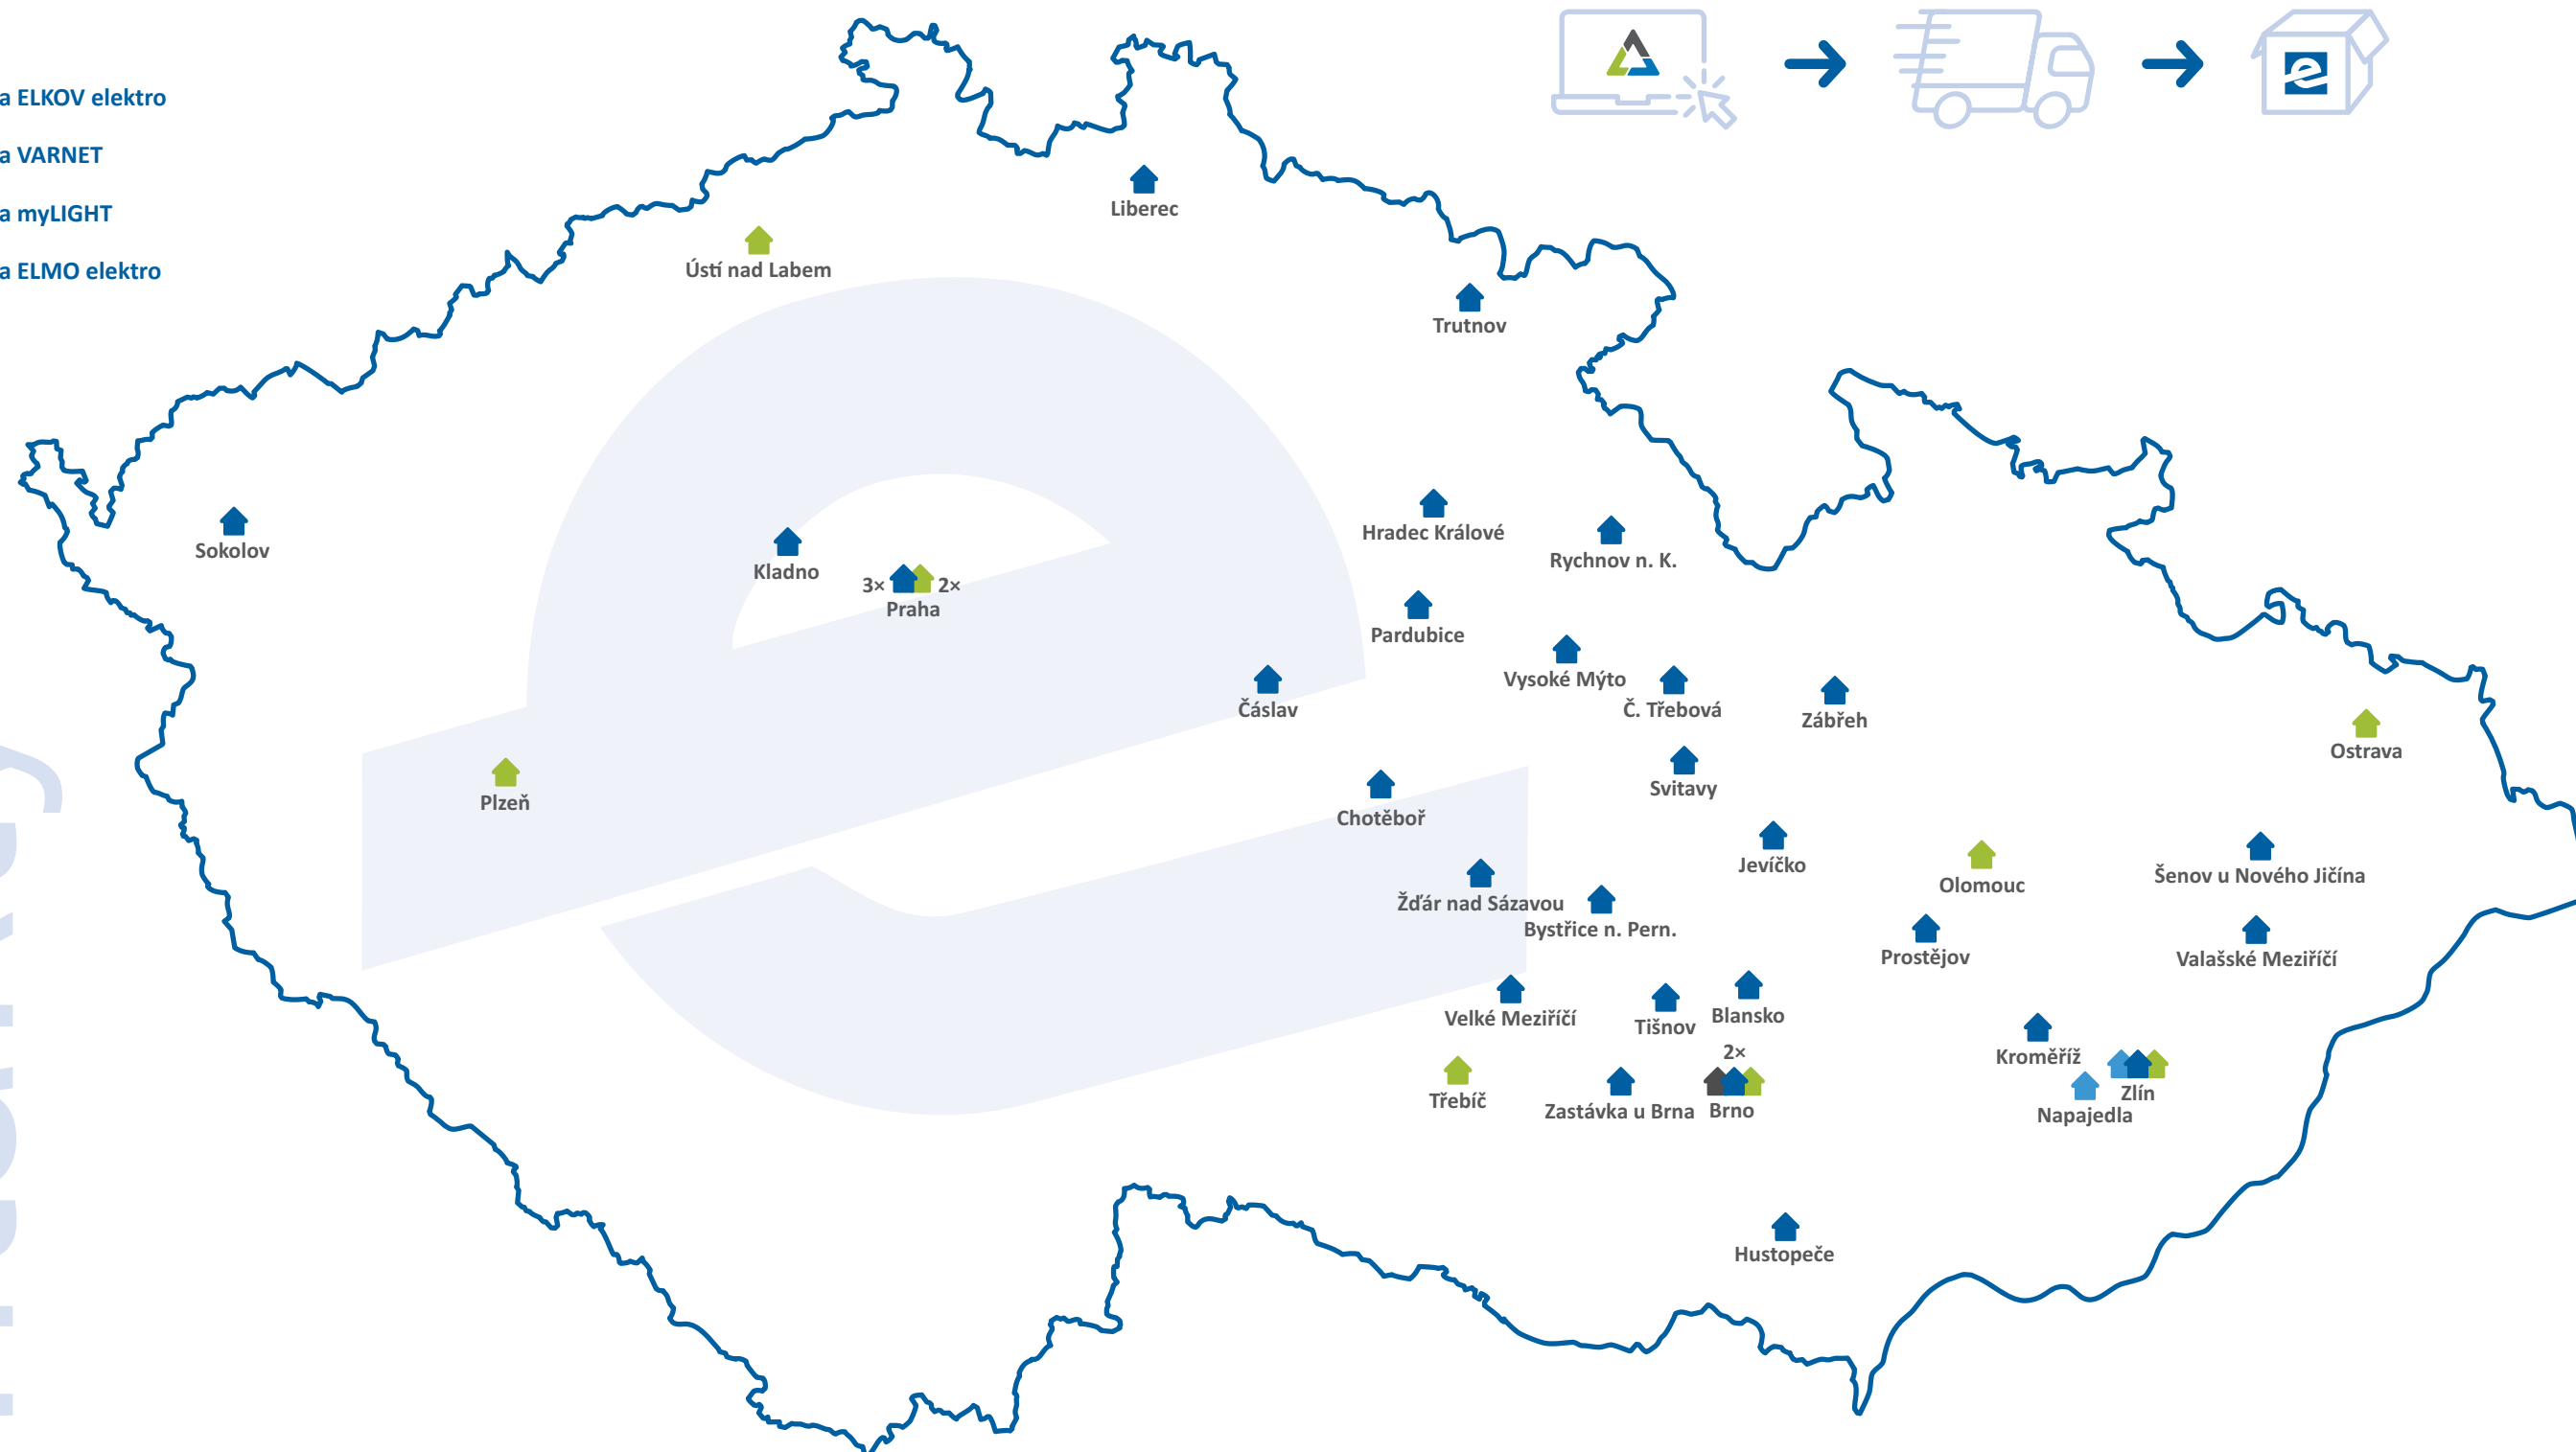 a ELKOV elektro
a VARNET
a myLIGHT
a ELMO elektro
Liberec
Ústí nad Labem
Trutnov
Hradec Králové
Sokolov
Rychnov n. K.
Kladno
3× 2×
Praha
Pardubice
Vysoké Mýto
Čáslav
Č. Třebová
Zábřeh
Ostrava
Svitavy
Plzeň
Chotěboř
Jevíčko
Šenov u Nového Jičína
Olomouc
Žďár nad Sázavou
Bystřice n. Pern.
Prostějov
Valašské Meziříčí
Velké Meziříčí
Blansko
Tišnov
2×
Kroměříž
Zlín
Třebíč
Zastávka u Brna
Brno
Napajedla
Hustopeče